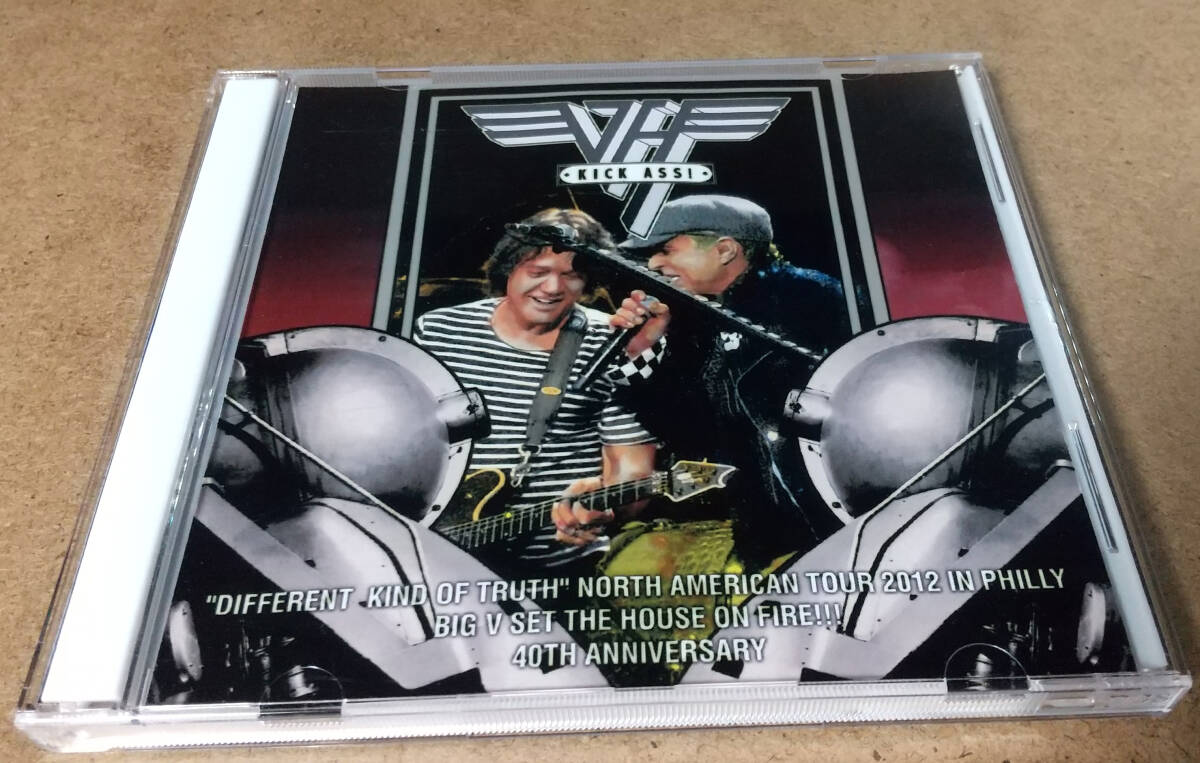 VH
KICK ASS!
"DIFFERENT KIND OF TRUTH" NORTH AMERICAN TOUR 2012 IN PHILLY
BIG V SET THE HOUSE ON FIRE!!!
40TH ANNIVERSARY